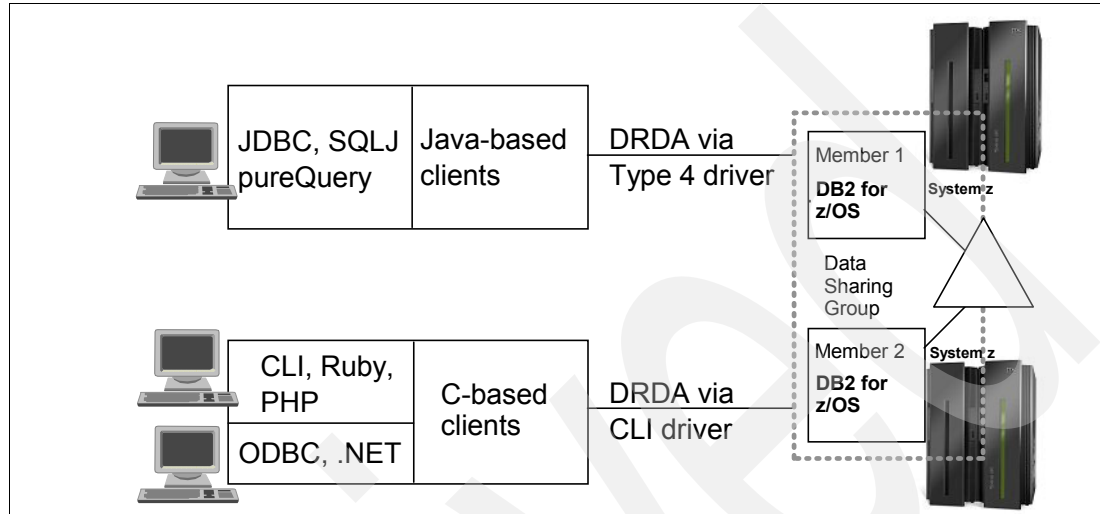 JDBC, SQLJ
pureQuery
Java-based
clients
DRDA via
Type 4 driver
Member 1
DB2 for
z/OS
System z
Data
Sharing
Group
CLI, Ruby,
PHP
ODBC, .NET
C-based
clients
DRDA via
CLI driver
Member 2
DB2 for
z/OS
System z